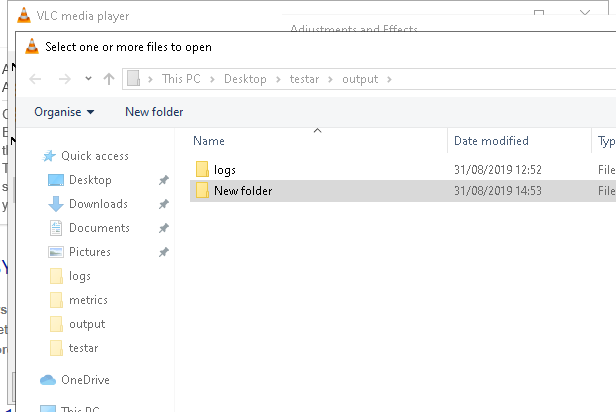 VLC media player
Adjustments and Effects
Select one or more files to open
This PC > Desktop > testar > output >
Organise New folder
Name Date modified
Quick access
Desktop
Downloads
Documents
Pictures
logs
metrics
output
testar
OneDrive
This PC
logs 31/08/2019 12:52 File
New folder 31/08/2019 14:53 File